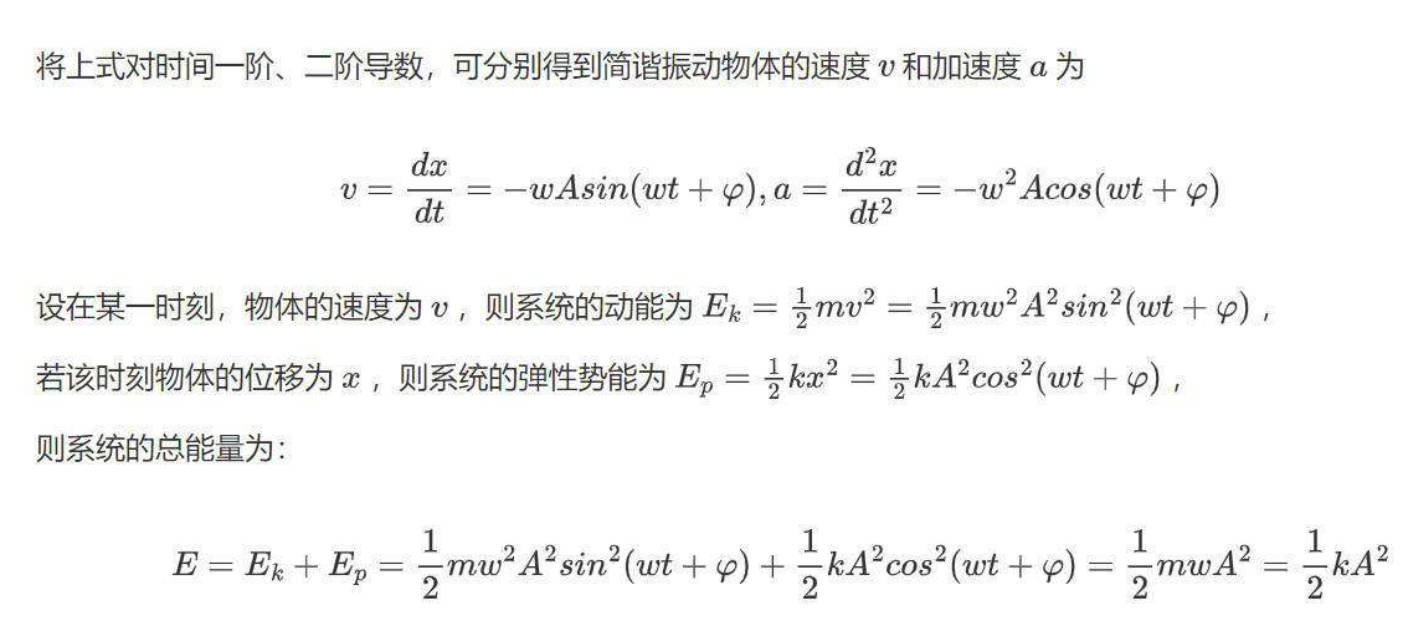 将上式对时间一阶、二阶导数，可分别得到简谐振动物体的速度 v 和加速度 a 为
v = \frac{dx}{dt} = -wAsin(wt + φ), a = \frac{d^2x}{dt^2} = -w^2Acos(wt + φ)
设在某一时刻，物体的速度为 v ，则系统的动能为 E_k = \frac{1}{2}mv^2 = \frac{1}{2}mw^2A^2sin^2(wt + φ) ，
若该时刻物体的位移为 x ，则系统的弹性势能为 E_p = \frac{1}{2}kx^2 = \frac{1}{2}kA^2cos^2(wt + φ) ，
则系统的总能量为：
E = E_k + E_p = \frac{1}{2}mw^2A^2sin^2(wt + φ) + \frac{1}{2}kA^2cos^2(wt + φ) = \frac{1}{2}mwA^2 = \frac{1}{2}kA^2